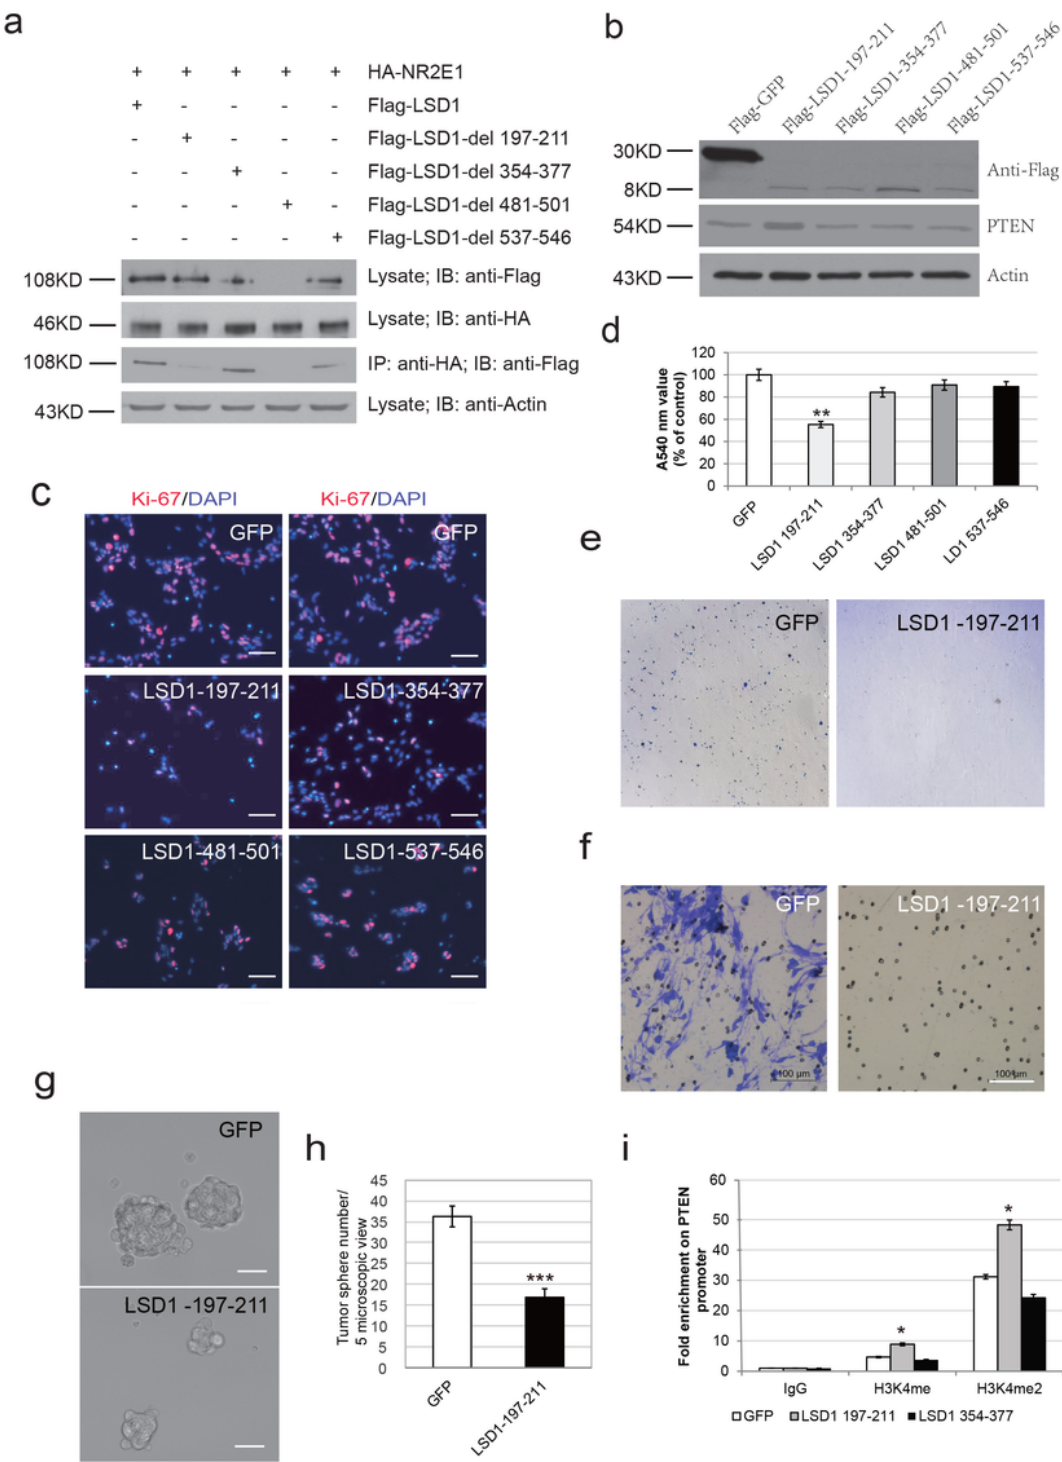 a
+ + + + + HA-NR2E1
+ - - - - Flag-LSD1
- + - - - Flag-LSD1-del 197-211
- - + - - Flag-LSD1-del 354-377
- - - + - Flag-LSD1-del 481-501
- - - - + Flag-LSD1-del 537-546
108KD Lysate; IB: anti-Flag
46KD Lysate; IB: anti-HA
108KD IP: anti-HA; IB: anti-Flag
43KD Lysate; IB: anti-Actin
b
Flag-GFP
Flag-LSD1-197-211
Flag-LSD1-354-377
Flag-LSD1-481-501
Flag-LSD1-537-546
30KD
Anti-Flag
8KD
54KD PTEN
43KD Actin
c
Ki-67/DAPI Ki-67/DAPI
GFP GFP
LSD1-197-211 LSD1-354-377
LSD1-481-501 LSD1-537-546
d
A540 nm value
(% of control)
120
100
80
60
40
20
0
**
GFP
LSD1 197-211
LSD1 354-377
LSD1 481-501
LD1 537-546
e
GFP LSD1 -197-211
f
GFP LSD1 -197-211
100 µm 100 µm
g
GFP
LSD1 -197-211
h
Tumor sphere number/
5 microscopic view
45
40
35
30
25
20
15
10
5
0
***
GFP
LSD1-197-211
i
Fold enrichment on PTEN
promoter
60
50
40
30
20
10
0
*
*
IgG H3K4me H3K4me2
GFP LSD1 197-211 LSD1 354-377